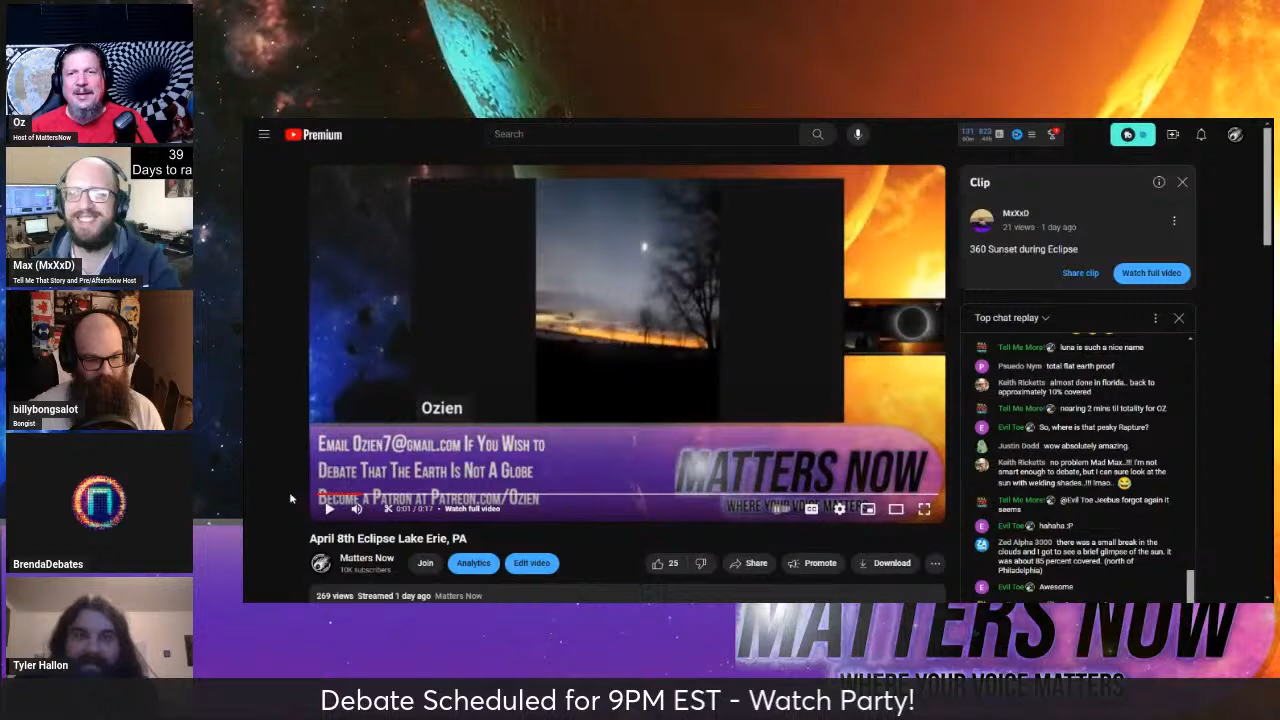 Oz
Host of MattersNow
39
Days to ra
Max (MxXxD)
Tell Me That Story and Pre/Aftershow Host
billybongsalot
Bongist
BrendaDebates
Tyler Hallon
Premium
Search
131 823
Ozien
EMAIL OZIEN7@GMAIL.COM IF YOU WISH TO
DEBATE THAT THE EARTH IS NOT A GLOBE
BECOME A PATRON AT PATREON.COM/OZIEN
MATTERS NOW
WHERE YOUR VOICE MATTERS
0:01 / 0:17 • Watch full video
April 8th Eclipse Lake Erie, PA
Matters Now
10K subscribers
Join
Analytics
Edit video
25
Share
Promote
Download
269 views Streamed 1 day ago Matters Now
Clip
MxXxD
21 views • 1 day ago
360 Sunset during Eclipse
Share clip
Watch full video
Top chat replay
Tell Me More! luna is such a nice name
Psuedo Nym total flat earth proof
Keith Ricketts almost done in florida.. back to
approximately 10% covered
Tell Me More! nearing 2 mins til totality for OZ
Evil Toe So, where is that pesky Rapture?
Justin Dodd wow absolutely amazing.
Keith Ricketts no problem Mad Max..!!! I'm not
smart enough to debate, but I can sure look at the
sun with welding shades..!!! lmao..
Tell Me More! @Evil Toe Jeebus forgot again it
seems
Evil Toe hahaha :P
Zed Alpha 3000 there was a small break in the
clouds and I got to see a brief glimpse of the sun. it
was about 85 percent covered. (north of
Philadelphia)
Evil Toe Awesome
MATTERS NOW
WHERE YOUR VOICE MATTERS
Debate Scheduled for 9PM EST - Watch Party!